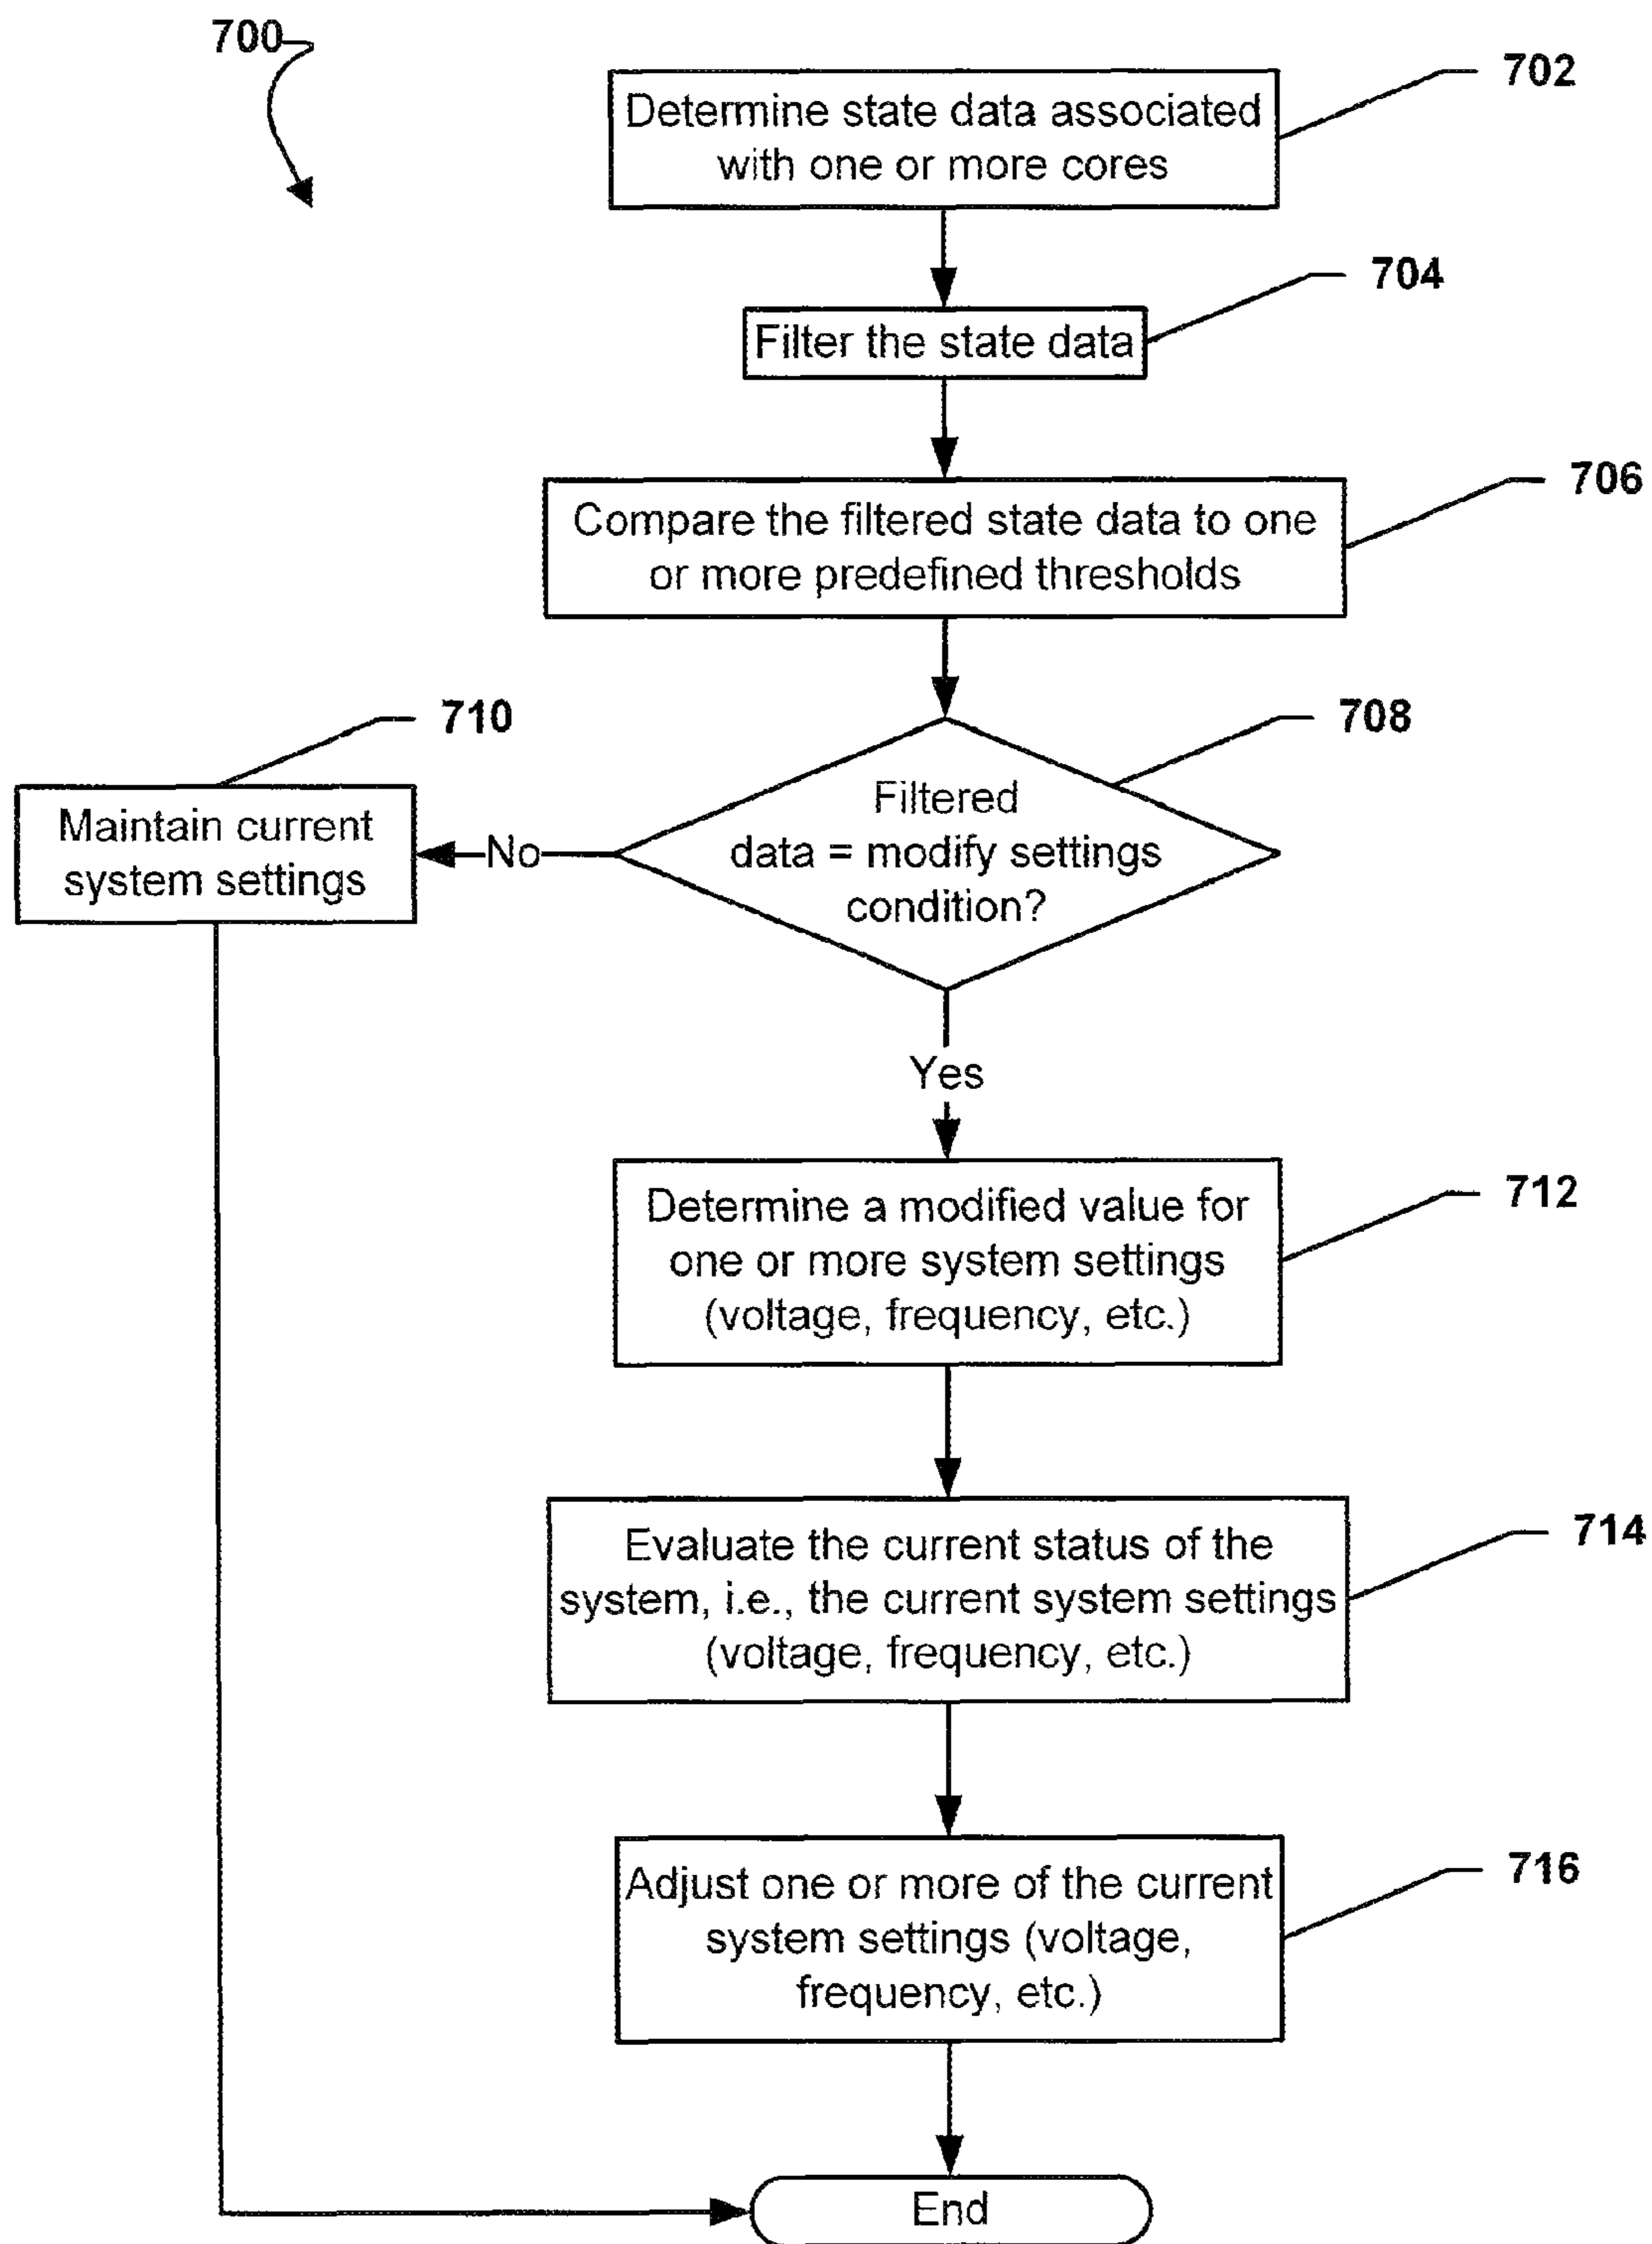 700
702
Determine state data associated
with one or more cores
704
Filter the state data
706
Compare the filtered state data to one
or more predefined thresholds
710
708
Maintain current
system settings
No
Filtered
data = modify settings
condition?
Yes
712
Determine a modified value for
one or more system settings
(voltage, frequency, etc.)
714
Evaluate the current status of the
system, i.e., the current system settings
(voltage, frequency, etc.)
716
Adjust one or more of the current
system settings (voltage,
frequency, etc.)
End